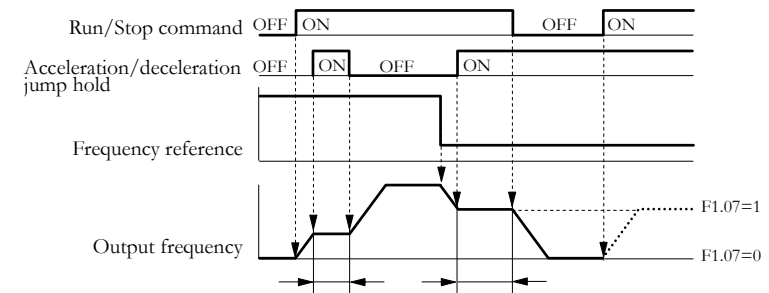 Run/Stop command OFF ON OFF ON
Acceleration/deceleration OFF ON OFF ON
jump hold
Frequency reference
F1.07=1
Output frequency
F1.07=0